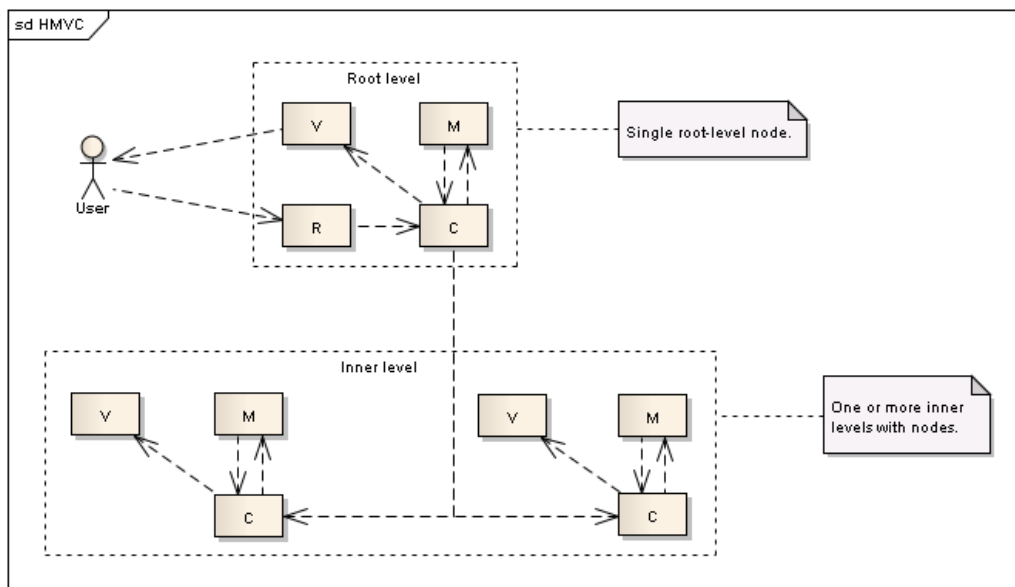 sd HMVC
Root level
V
M
Single root-level node.
User
R
C
Inner level
V
M
V
M
One or more inner
levels with nodes.
C
C